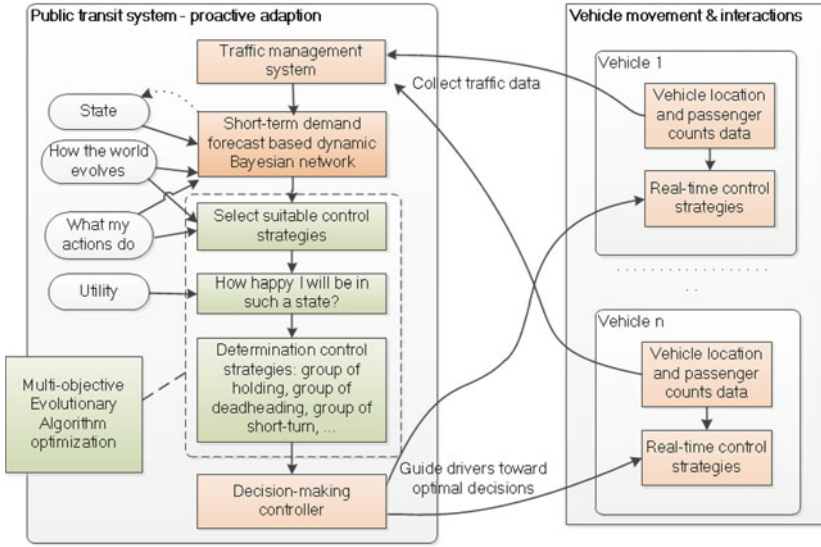 Public transit system - proactive adaption
Traffic management
system
State
Short-term demand
forecast based dynamic
Bayesian network
How the world
evolves
What my
actions do
Select suitable control
strategies
Utility
How happy I will be in
such a state?
Determination control
strategies: group of
holding, group of
deadheading, group of
short-turn, ...
Multi-objective
Evolutionary
Algorithm
optimization
Decision-making
controller
Collect traffic data
Guide drivers toward
optimal decisions
Vehicle movement & interactions
Vehicle 1
Vehicle location
and passenger
counts data
Real-time control
strategies
Vehicle n
Vehicle location
and passenger
counts data
Real-time control
strategies